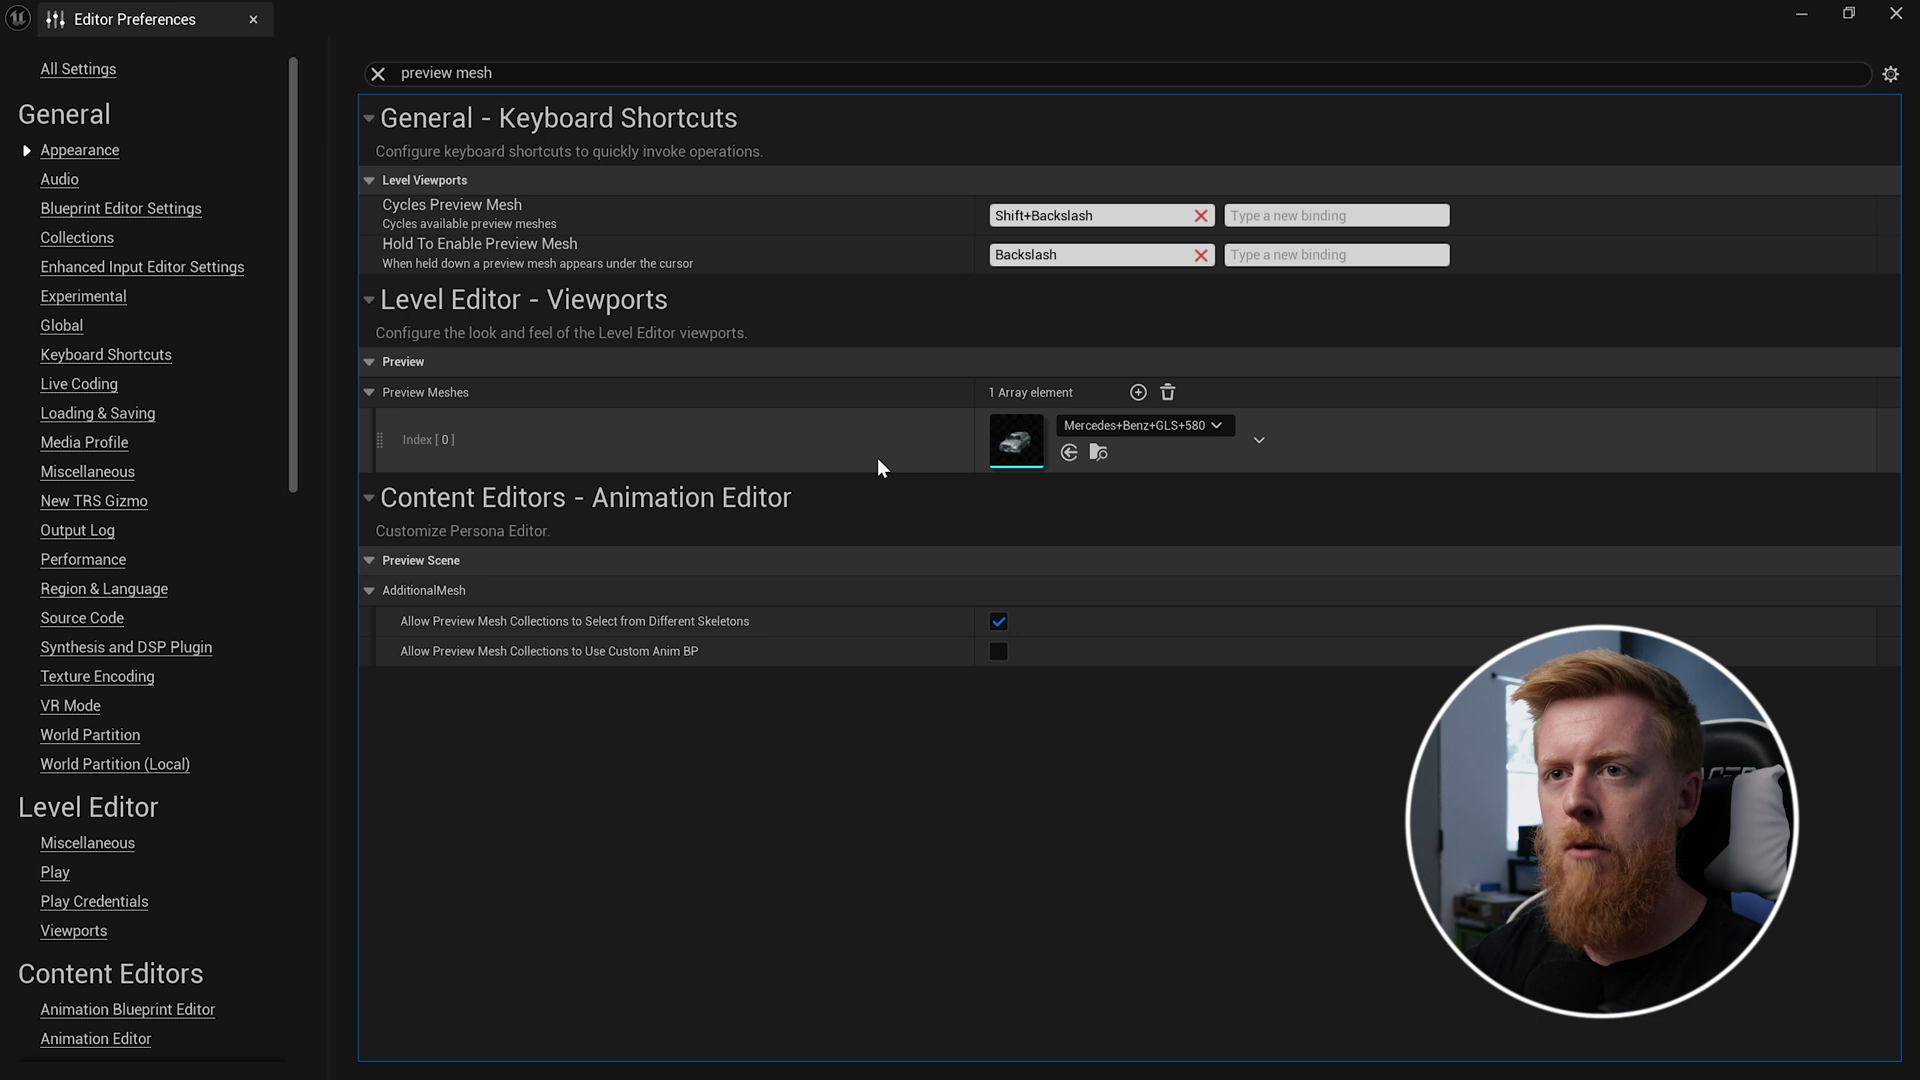 Editor Preferences
All Settings
General
Appearance
Audio
Blueprint Editor Settings
Collections
Enhanced Input Editor Settings
Experimental
Global
Keyboard Shortcuts
Live Coding
Loading & Saving
Media Profile
Miscellaneous
New TRS Gizmo
Output Log
Performance
Region & Language
Source Code
Synthesis and DSP Plugin
Texture Encoding
VR Mode
World Partition
World Partition (Local)
Level Editor
Miscellaneous
Play
Play Credentials
Viewports
Content Editors
Animation Blueprint Editor
Animation Editor
preview mesh
General - Keyboard Shortcuts
Configure keyboard shortcuts to quickly invoke operations.
Level Viewports
Cycles Preview Mesh
Cycles available preview meshes
Shift+Backslash
Type a new binding
Hold To Enable Preview Mesh
When held down a preview mesh appears under the cursor
Backslash
Type a new binding
Level Editor - Viewports
Configure the look and feel of the Level Editor viewports.
Preview
Preview Meshes
1 Array element
Index [ 0 ]
Mercedes+Benz+GLS+580
Content Editors - Animation Editor
Customize Persona Editor.
Preview Scene
AdditionalMesh
Allow Preview Mesh Collections to Select from Different Skeletons
Allow Preview Mesh Collections to Use Custom Anim BP